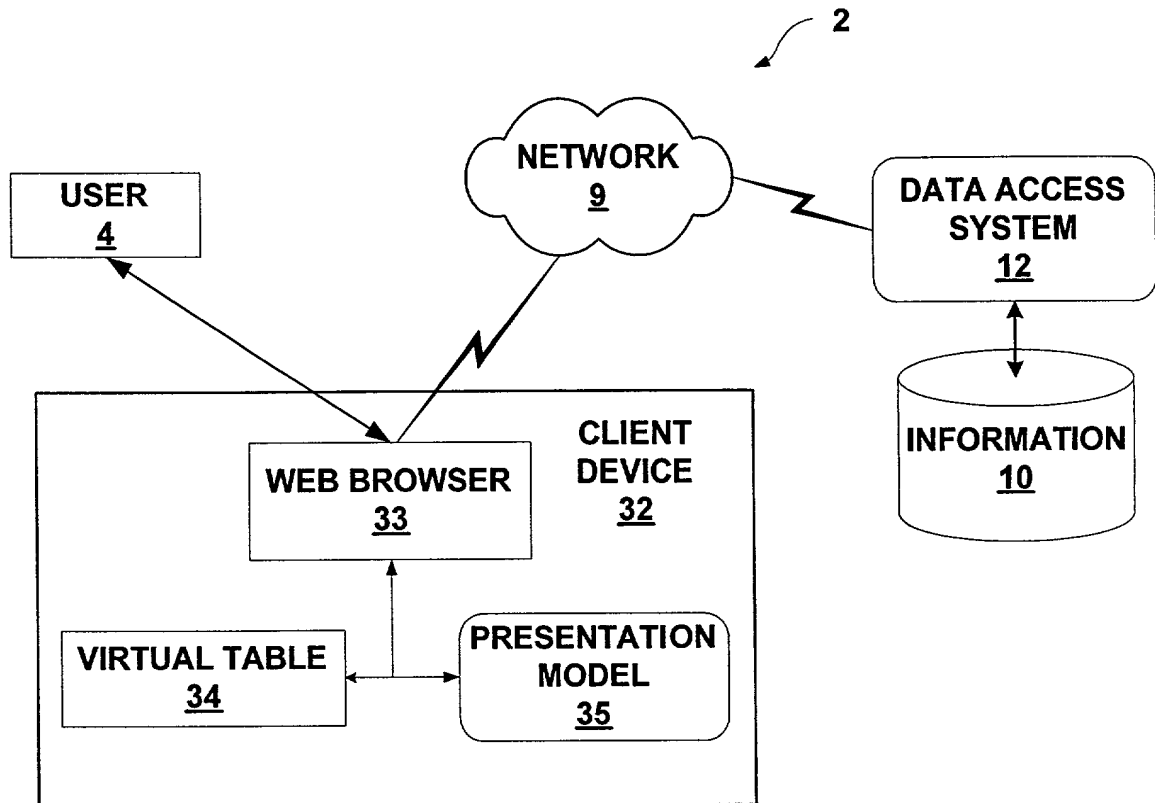 2
NETWORK
9
USER
4
DATA ACCESS
SYSTEM
12
INFORMATION
10
CLIENT
DEVICE
32
WEB BROWSER
33
VIRTUAL TABLE
34
PRESENTATION
MODEL
35